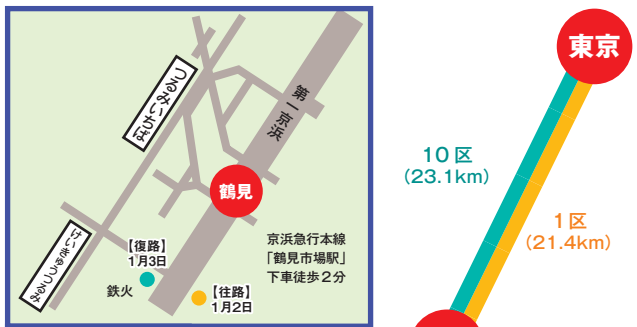 つるみいちば
第一京浜
鶴見
けいきゅうつるみ
【復路】
1月3日
鉄火
【往路】
1月2日
京浜急行本線
「鶴見市場駅」
下車徒歩2分
東京
10区
(23.1km)
1区
(21.4km)